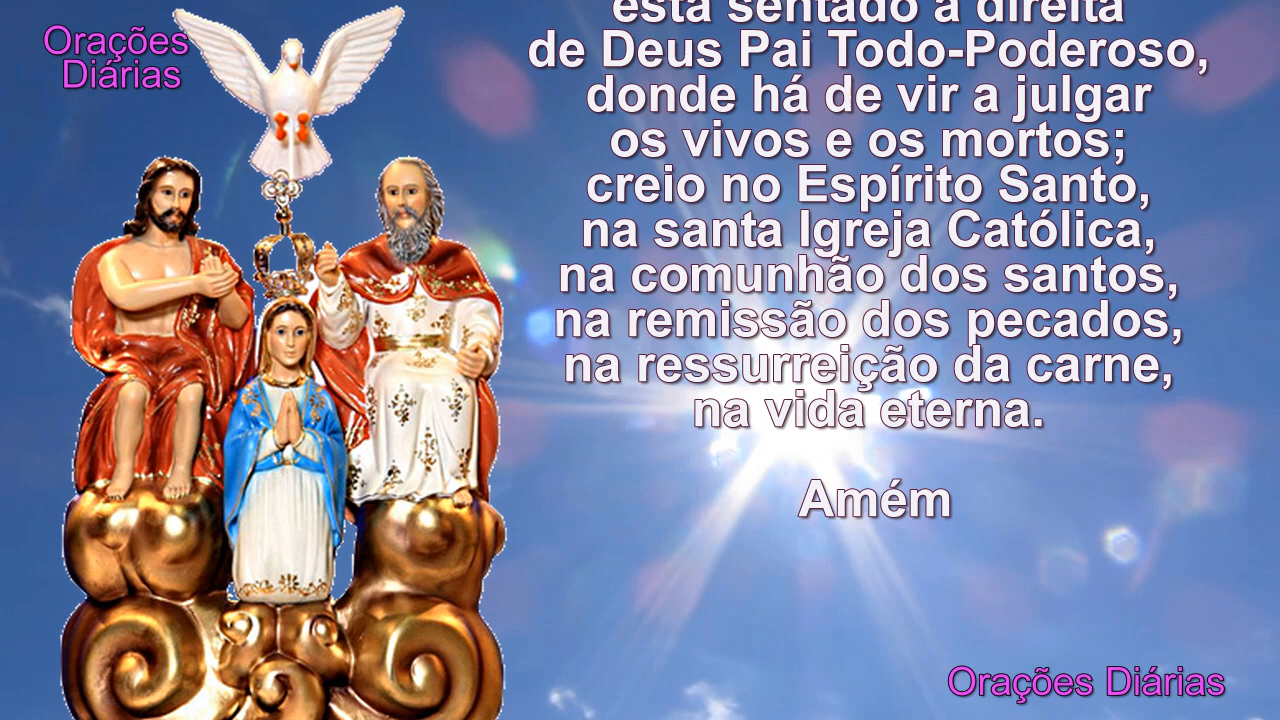 Orações
Diárias
está sentado à direita
de Deus Pai Todo-Poderoso,
donde há de vir a julgar
os vivos e os mortos;
creio no Espírito Santo,
na santa Igreja Católica,
na comunhão dos santos,
na remissão dos pecados,
na ressurreição da carne,
na vida eterna.
Amém
Orações Diárias